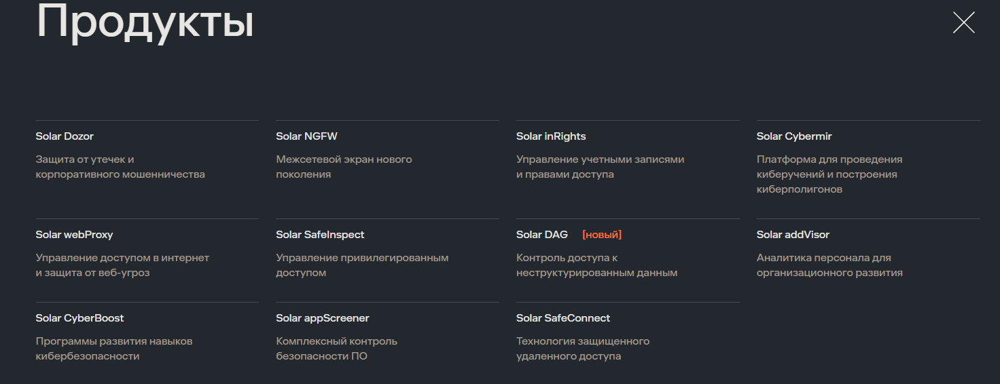 Продукты
Solar Dozor
Защита от утечек и
корпоративного мошенничества
Solar NGFW
Межсетевой экран нового
поколения
Solar inRights
Управление учетными записями
и правами доступа
Solar Cybermir
Платформа для проведения
киберучений и построения
киберполигонов
Solar webProxy
Управление доступом в интернет
и защита от веб-угроз
Solar SafeInspect
Управление привилегированным
доступом
Solar DAG [новый]
Контроль доступа к
неструктурированным данным
Solar addVisor
Аналитика персонала для
организационного развития
Solar CyberBoost
Программы развития навыков
кибербезопасности
Solar appScreener
Комплексный контроль
безопасности ПО
Solar SafeConnect
Технология защищенного
удаленного доступа